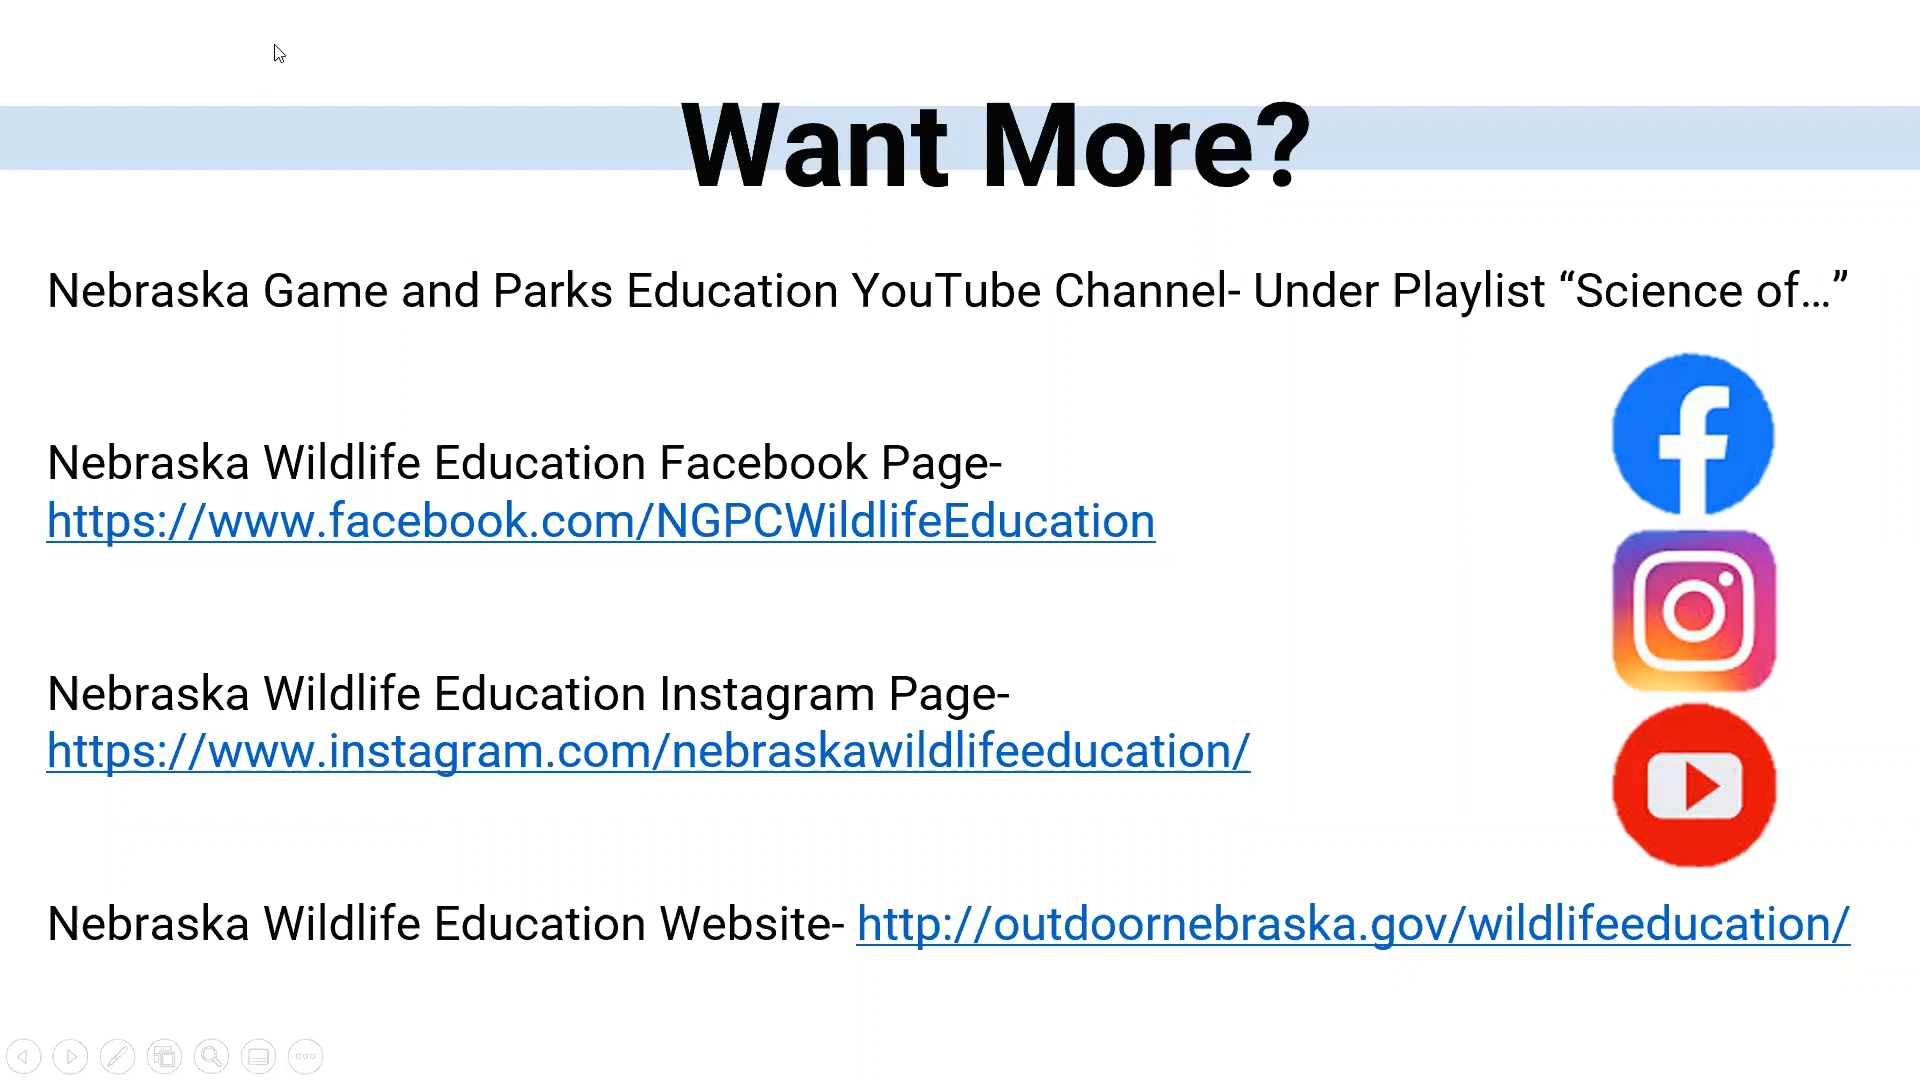 Want More?
Nebraska Game and Parks Education YouTube Channel- Under Playlist “Science of…”
Nebraska Wildlife Education Facebook Page-
https://www.facebook.com/NGPCWildlifeEducation
Nebraska Wildlife Education Instagram Page-
https://www.instagram.com/nebraskawildlifeeducation/
Nebraska Wildlife Education Website- http://outdoornebraska.gov/wildlifeeducation/